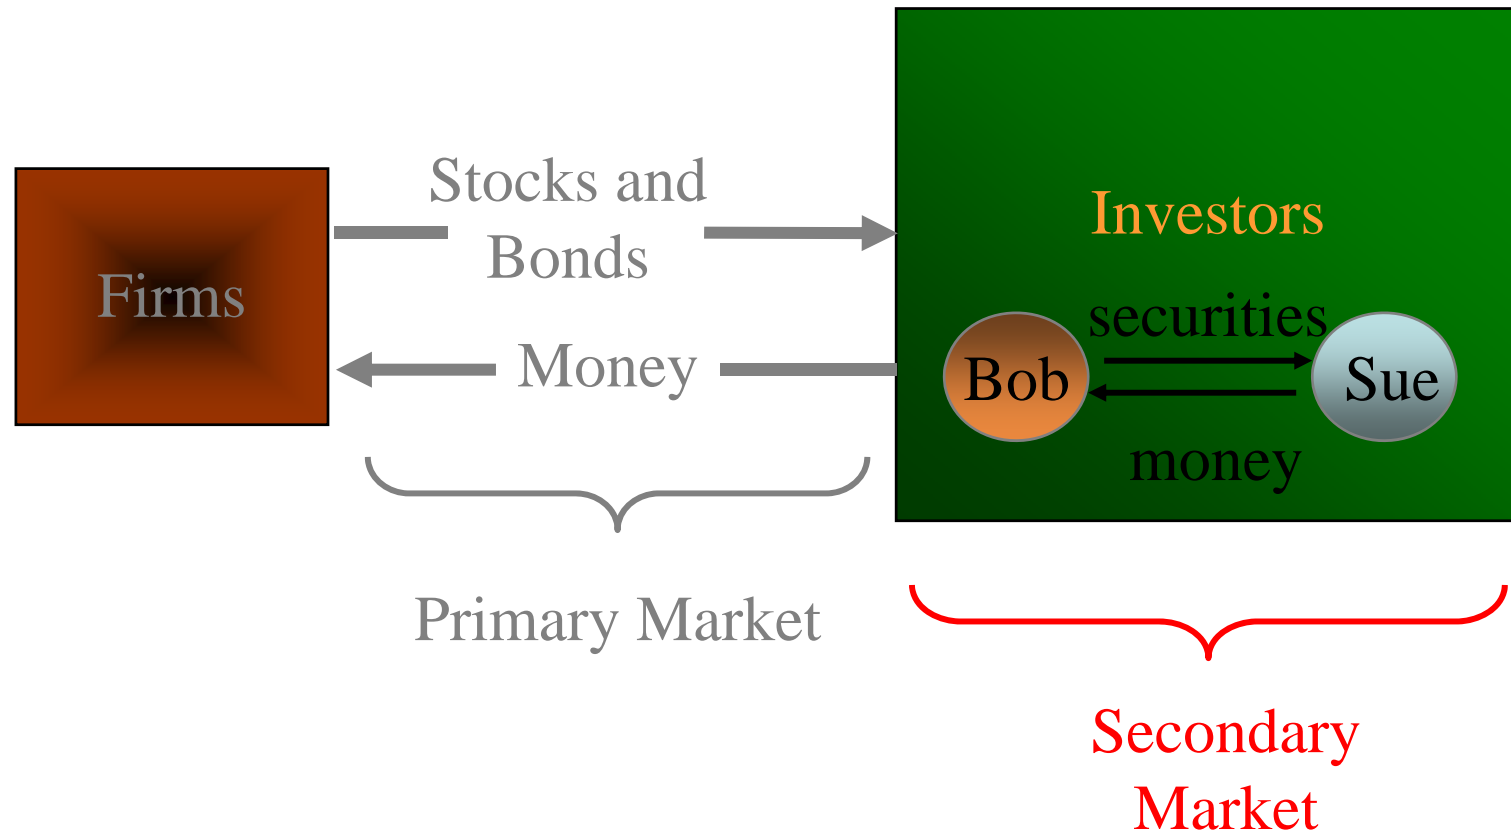 Stocks and
Bonds
Investors
Firms
securities
Money
Bob
Sue
money
Primary Market
Secondary
Market